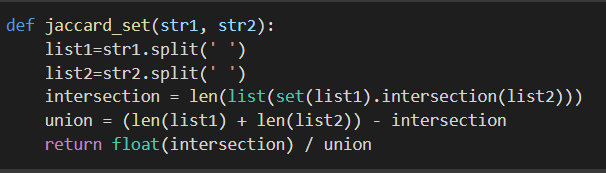 def jaccard_set(str1, str2):
    list1=str1.split(' ')
    list2=str2.split(' ')
    intersection = len(list(set(list1).intersection(list2)))
    union = (len(list1) + len(list2)) - intersection
    return float(intersection) / union